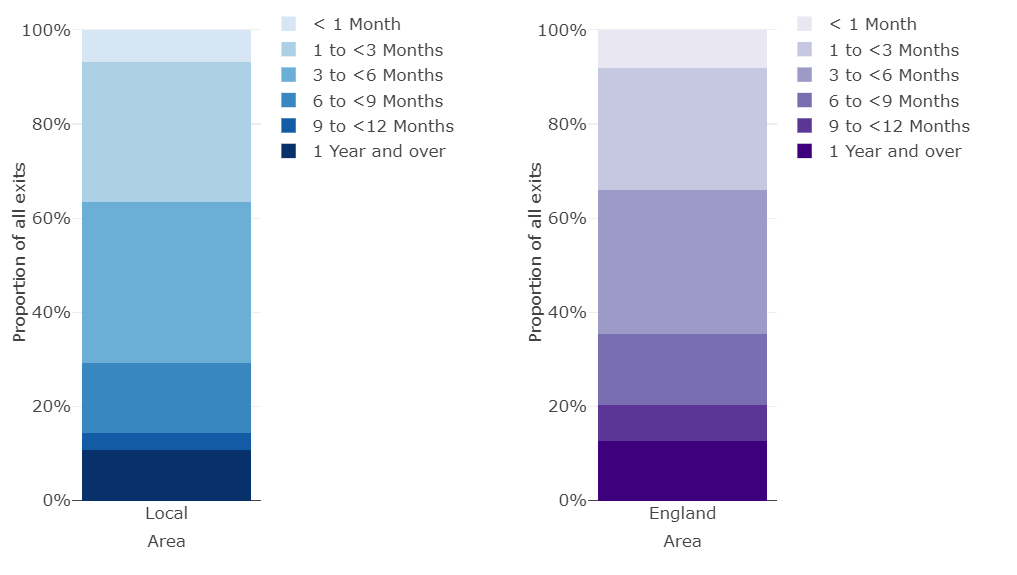 Proportion of all exits
100%
80%
60%
40%
20%
0%
Local
Area
< 1 Month
1 to <3 Months
3 to <6 Months
6 to <9 Months
9 to <12 Months
1 Year and over
Proportion of all exits
100%
80%
60%
40%
20%
0%
England
Area
< 1 Month
1 to <3 Months
3 to <6 Months
6 to <9 Months
9 to <12 Months
1 Year and over